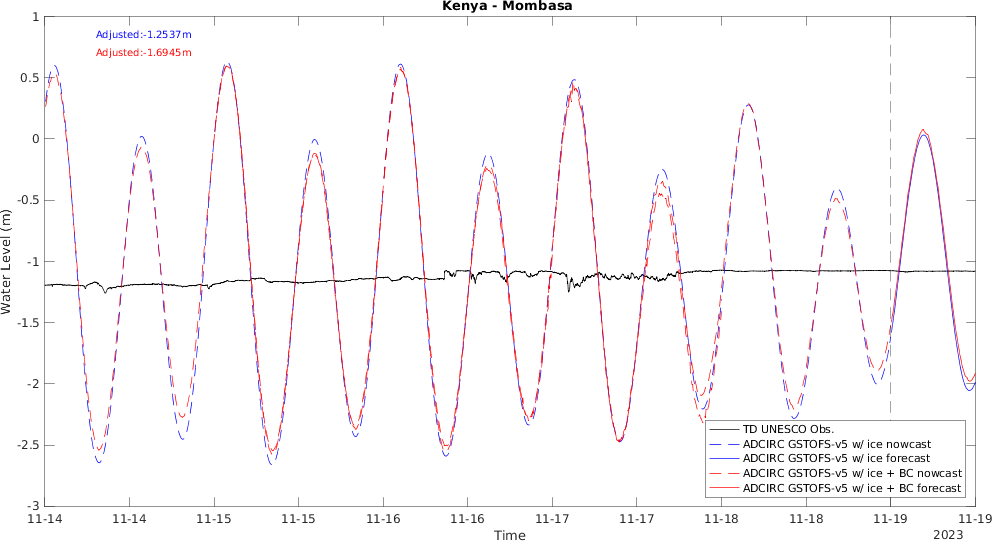 Kenya - Mombasa
Adjusted:-1.2537m
Adjusted:-1.6945m
1
0.5
0
-0.5
-1
-1.5
-2
-2.5
-3
Water Level (m)
TD UNESCO Obs.
ADCIRC GSTOFS-v5 w/ ice nowcast
ADCIRC GSTOFS-v5 w/ ice forecast
ADCIRC GSTOFS-v5 w/ ice + BC nowcast
ADCIRC GSTOFS-v5 w/ ice + BC forecast
11-14 11-14 11-15 11-15 11-16 11-16 11-17 11-17 11-18 11-18 11-19 11-19
Time
2023